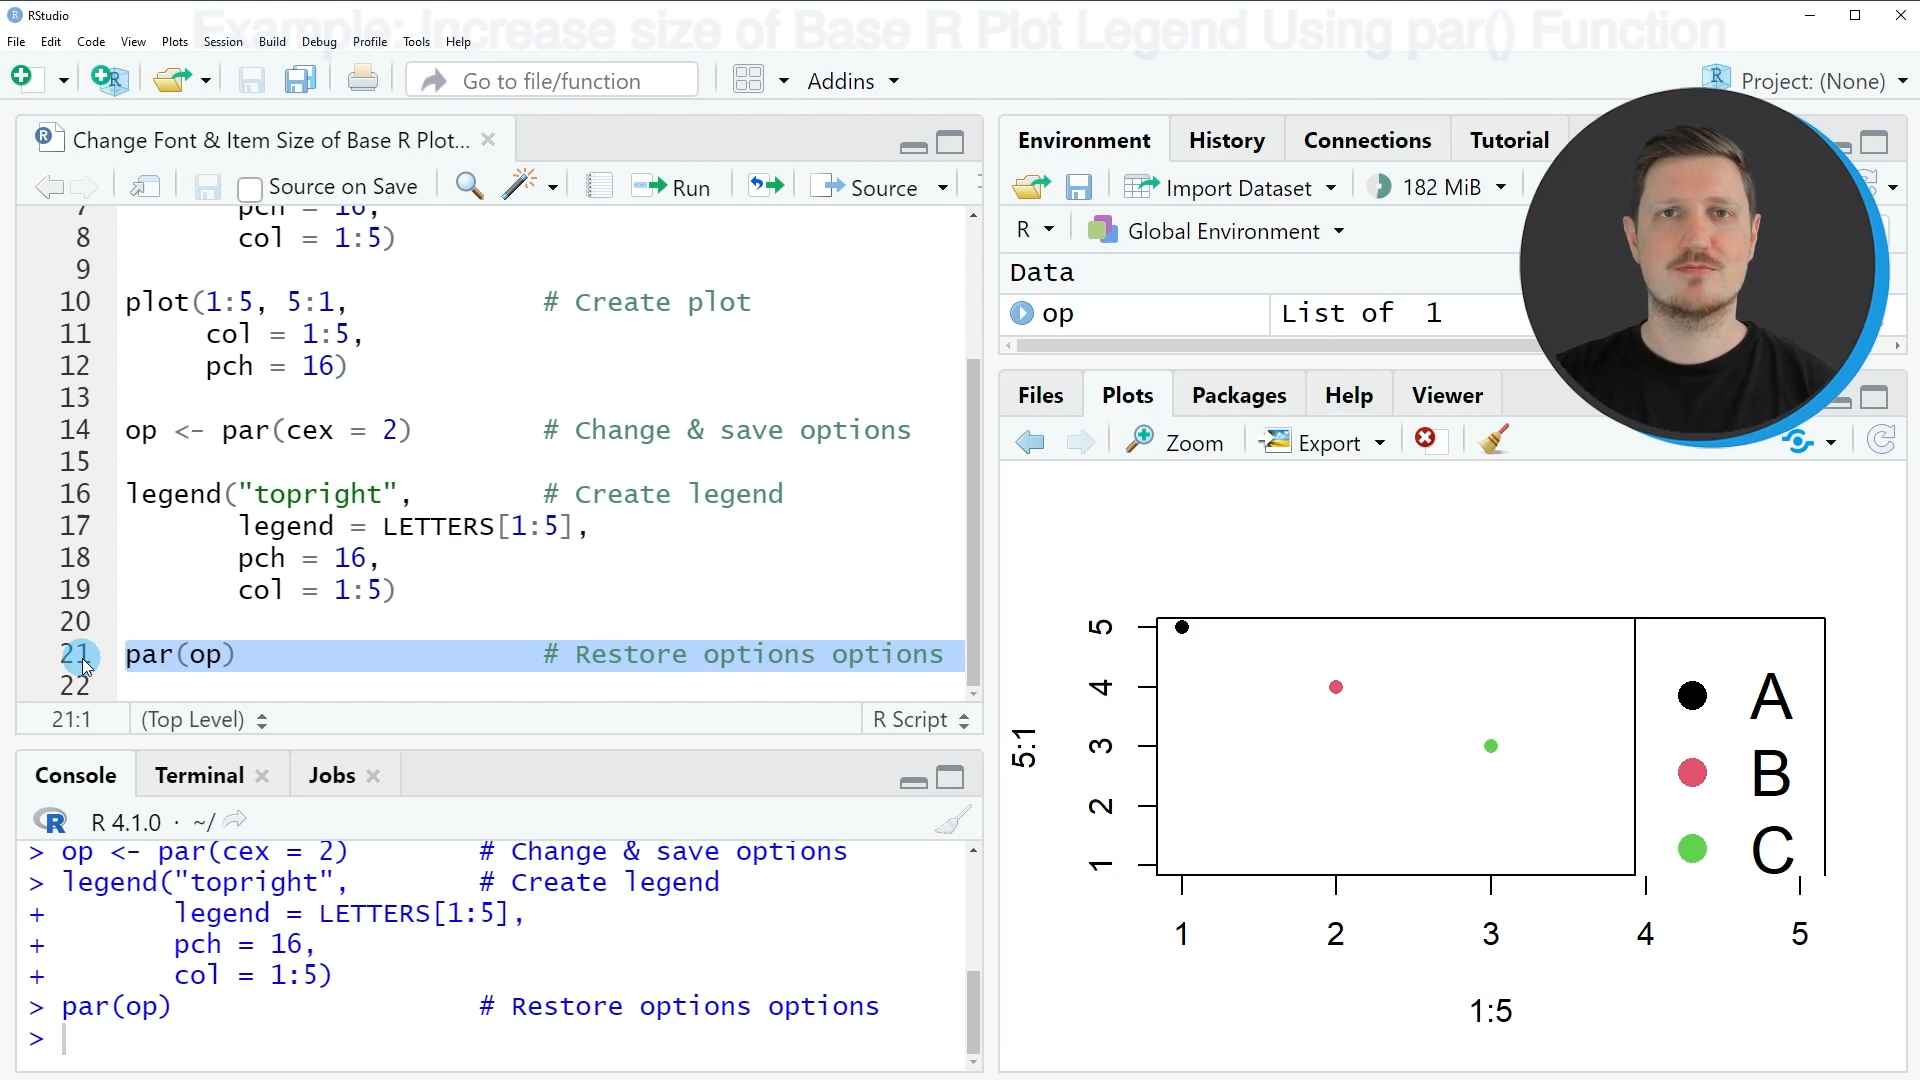 RStudio
Example: Increase size of Base R Plot Legend Using par() Function
File Edit Code View Plots Session Build Debug Profile Tools Help
Go to file/function
Addins
Project: (None)
Change Font & Item Size of Base R Plot...
Source on Save
Run
Source
7 pch = 16,
8 col = 1:5)
9
10 plot(1:5, 5:1, # Create plot
11 col = 1:5,
12 pch = 16)
13
14 op <- par(cex = 2) # Change & save options
15
16 legend("topright", # Create legend
17 legend = LETTERS[1:5],
18 pch = 16,
19 col = 1:5)
20
21 par(op) # Restore options options
22
21:1 (Top Level) R Script
Console Terminal Jobs
R 4.1.0 · ~/
> op <- par(cex = 2) # Change & save options
> legend("topright", # Create legend
+ legend = LETTERS[1:5],
+ pch = 16,
+ col = 1:5)
> par(op) # Restore options options
>
Environment History Connections Tutorial
Import Dataset 182 MiB
R Global Environment
Data
op List of 1
Files Plots Packages Help Viewer
Zoom Export
5
4
3
2
1
5:1
A
B
C
1 2 3 4 5
1:5